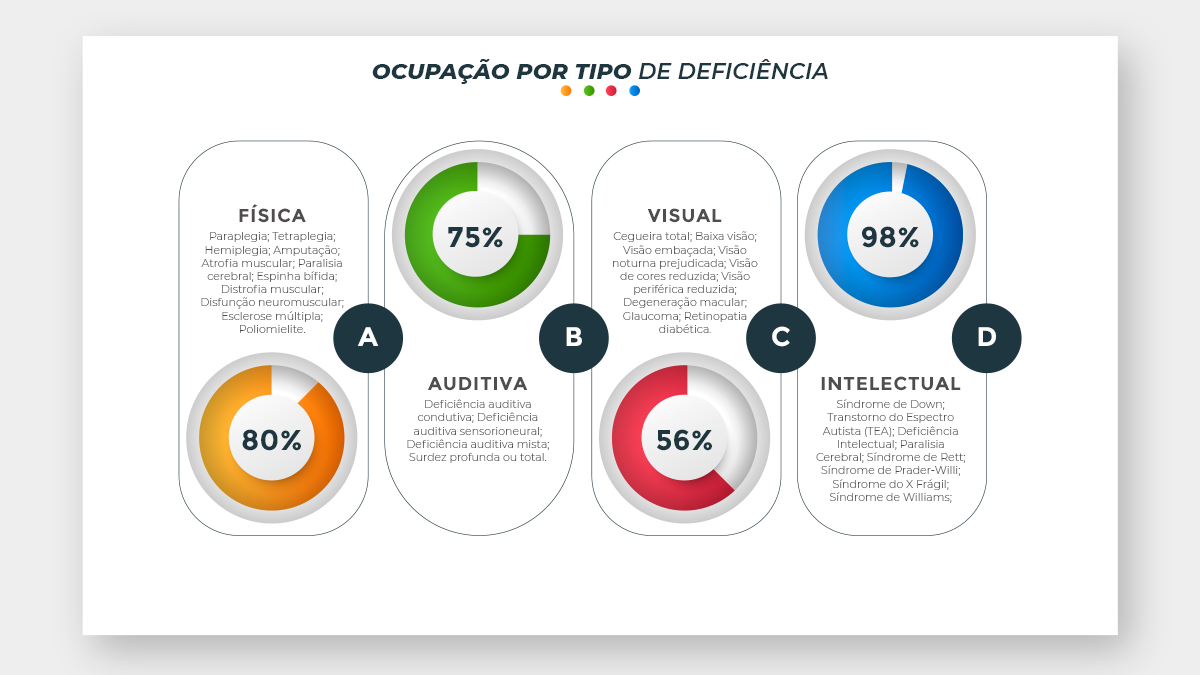 OCUPAÇÃO POR TIPO DE DEFICIÊNCIA
FÍSICA
Paraplegia; Tetraplegia;
Hemiplegia; Amputação;
Atrofia muscular; Paralisia
cerebral; Espinha bífida;
Distrofia muscular;
Disfunção neuromuscular;
Esclerose múltipla;
Poliomielite.
80%
A
75%
AUDITIVA
Deficiência auditiva
condutiva; Deficiência
auditiva sensorioneural;
Deficiência auditiva mista;
Surdez profunda ou total.
B
VISUAL
Cegueira total; Baixa visão;
Visão embaçada; Visão
noturna prejudicada; Visão
de cores reduzida; Visão
periférica reduzida;
Degeneração macular;
Glaucoma; Retinopatia
diabética.
56%
C
98%
INTELECTUAL
Síndrome de Down;
Transtorno do Espectro
Autista (TEA); Deficiência
Intelectual; Paralisia
Cerebral; Síndrome de Rett;
Síndrome de Prader-Willi;
Síndrome do X Frágil;
Síndrome de Williams;
D